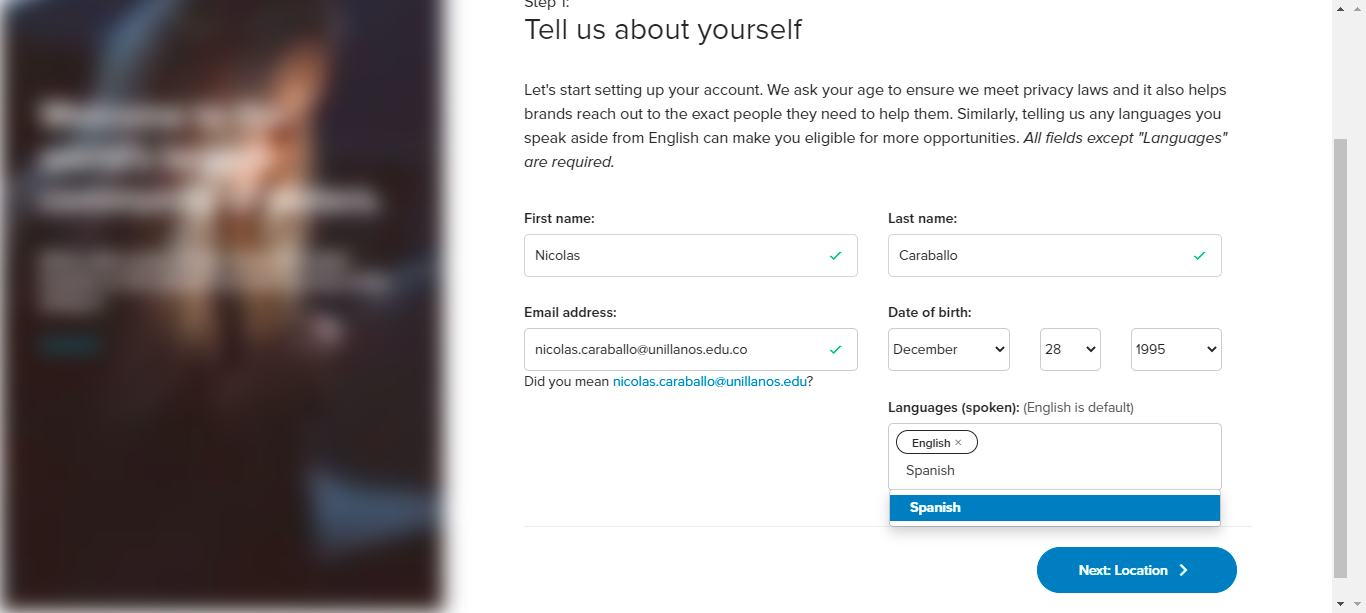 Step 1:
Tell us about yourself
Let's start setting up your account. We ask your age to ensure we meet privacy laws and it also helps
brands reach out to the exact people they need to help them. Similarly, telling us any languages you
speak aside from English can make you eligible for more opportunities. All fields except "Languages"
are required.
First name:
Last name:
Nicolas
Caraballo
Email address:
Date of birth:
nicolas.caraballo@unillanos.edu.co
December
28
1995
Did you mean nicolas.caraballo@unillanos.edu?
Languages (spoken): (English is default)
English ×
Spanish
Spanish
Next: Location